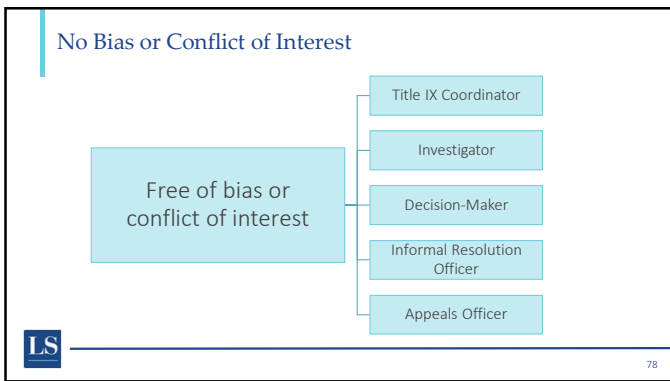 No Bias or Conflict of Interest
Free of bias or
conflict of interest
Title IX Coordinator
Investigator
Decision-Maker
Informal Resolution
Officer
Appeals Officer
LS
78